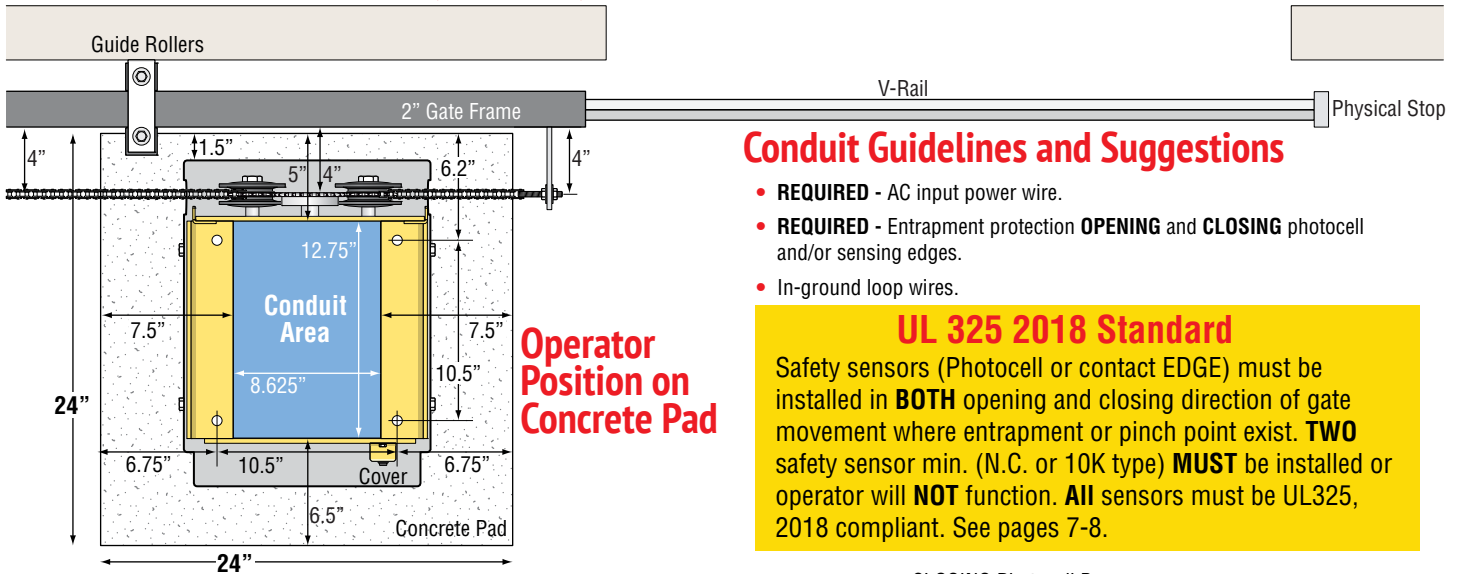 Guide Rollers
V-Rail
2” Gate Frame
Physical Stop
4”
1.5”
5”
4”
6.2”
4”
12.75”
Conduit
Area
7.5”
7.5”
8.625”
10.5”
24”
6.75”
10.5”
6.75”
Cover
6.5”
Concrete Pad
24”
Operator
Position on
Concrete Pad
Conduit Guidelines and Suggestions
• REQUIRED - AC input power wire.
• REQUIRED - Entrapment protection OPENING and CLOSING photocell
and/or sensing edges.
• In-ground loop wires.
UL 325 2018 Standard
Safety sensors (Photocell or contact EDGE) must be
installed in BOTH opening and closing direction of gate
movement where entrapment or pinch point exist. TWO
safety sensor min. (N.C. or 10K type) MUST be installed or
operator will NOT function. All sensors must be UL325,
2018 compliant. See pages 7-8.